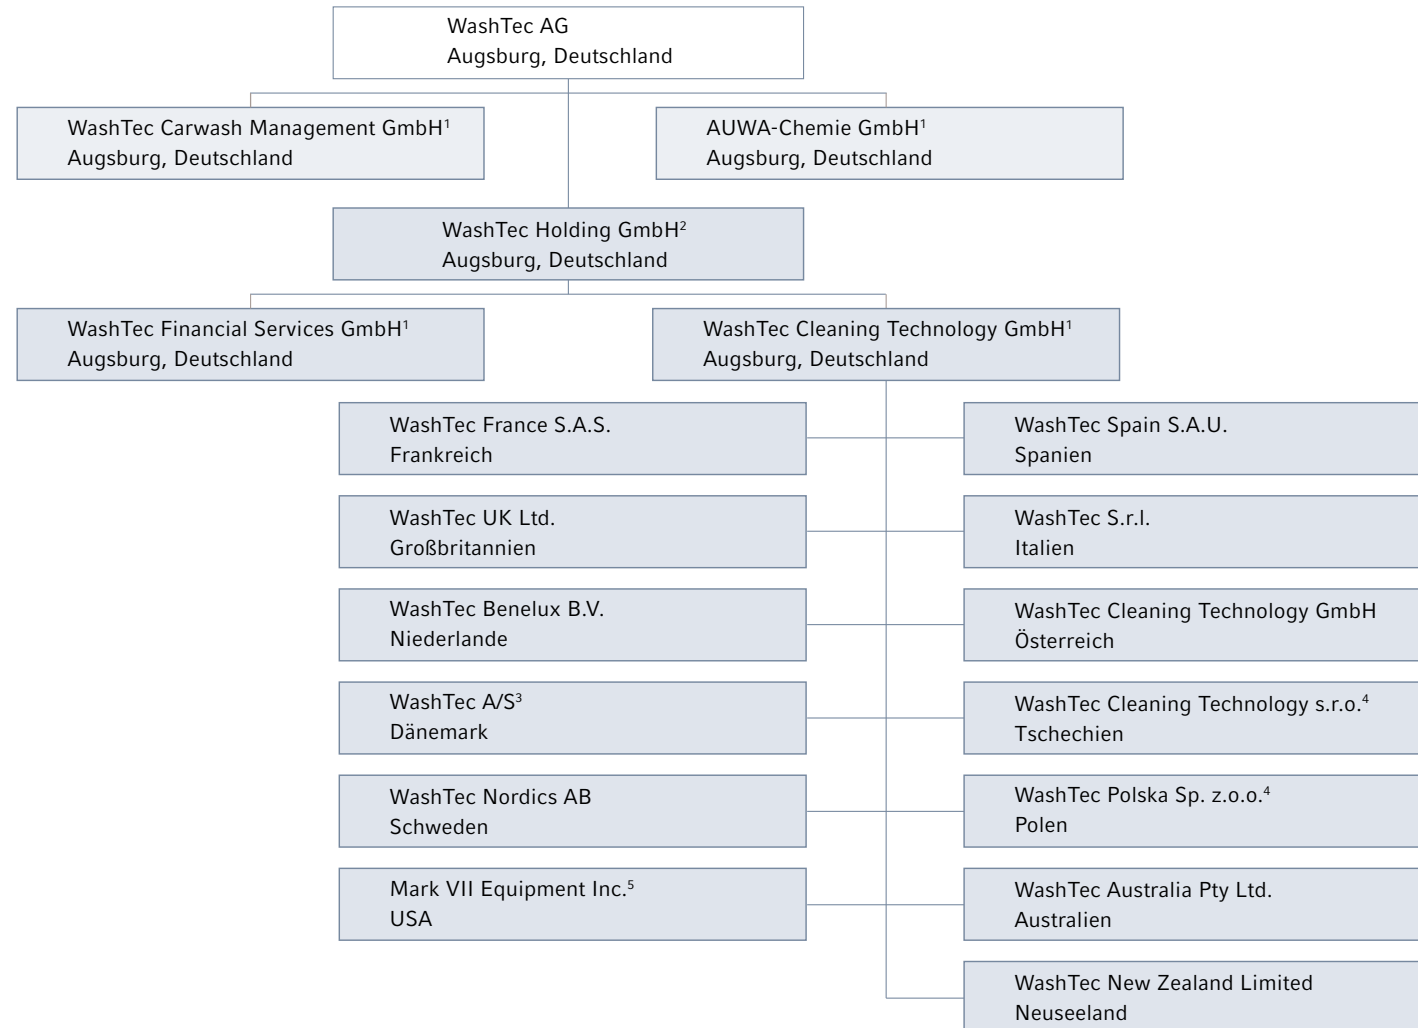 WashTec AG
Augsburg, Deutschland
WashTec Carwash Management GmbH¹
Augsburg, Deutschland
AUWA-Chemie GmbH¹
Augsburg, Deutschland
WashTec Holding GmbH²
Augsburg, Deutschland
WashTec Financial Services GmbH¹
Augsburg, Deutschland
WashTec Cleaning Technology GmbH¹
Augsburg, Deutschland
WashTec France S.A.S.
Frankreich
WashTec Spain S.A.U.
Spanien
WashTec UK Ltd.
Großbritannien
WashTec S.r.l.
Italien
WashTec Benelux B.V.
Niederlande
WashTec Cleaning Technology GmbH
Österreich
WashTec A/S³
Dänemark
WashTec Cleaning Technology s.r.o.⁴
Tschechien
WashTec Nordics AB
Schweden
WashTec Polska Sp. z.o.o.⁴
Polen
Mark VII Equipment Inc.⁵
USA
WashTec Australia Pty Ltd.
Australien
WashTec New Zealand Limited
Neuseeland